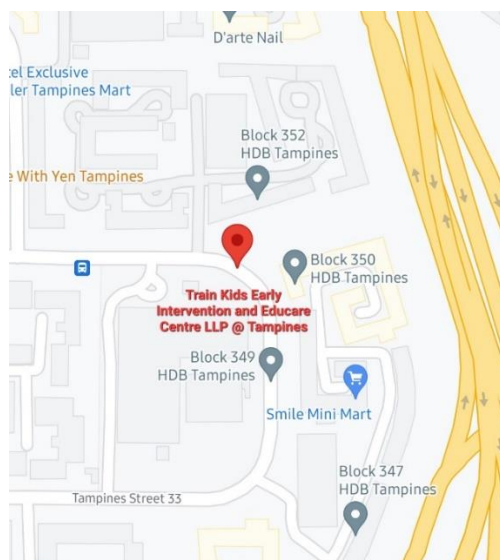 D'arte Nail
tel Exclusive
ler Tampines Mart
Block 352
HDB Tampines
e With Yen Tampines
Block 350
HDB Tampines
Train Kids Early
Intervention and Educare
Centre LLP @ Tampines
Block 349
HDB Tampines
Smile Mini Mart
Block 347
HDB Tampines
Tampines Street 33